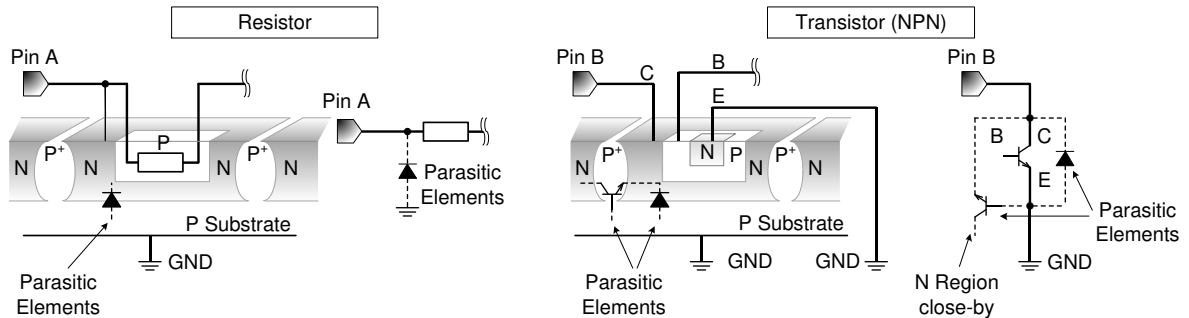 Resistor
Transistor (NPN)
Pin A
Pin B
Pin B
C
B
E
Pin A
N
P+
N
P
P+
N
N
Parasitic
Elements
N
P+
N
N
P
P+
N
N
B
C
E
P Substrate
GND
Parasitic
Elements
P Substrate
GND
GND
Parasitic
Elements
Parasitic
Elements
GND
N Region
close-by